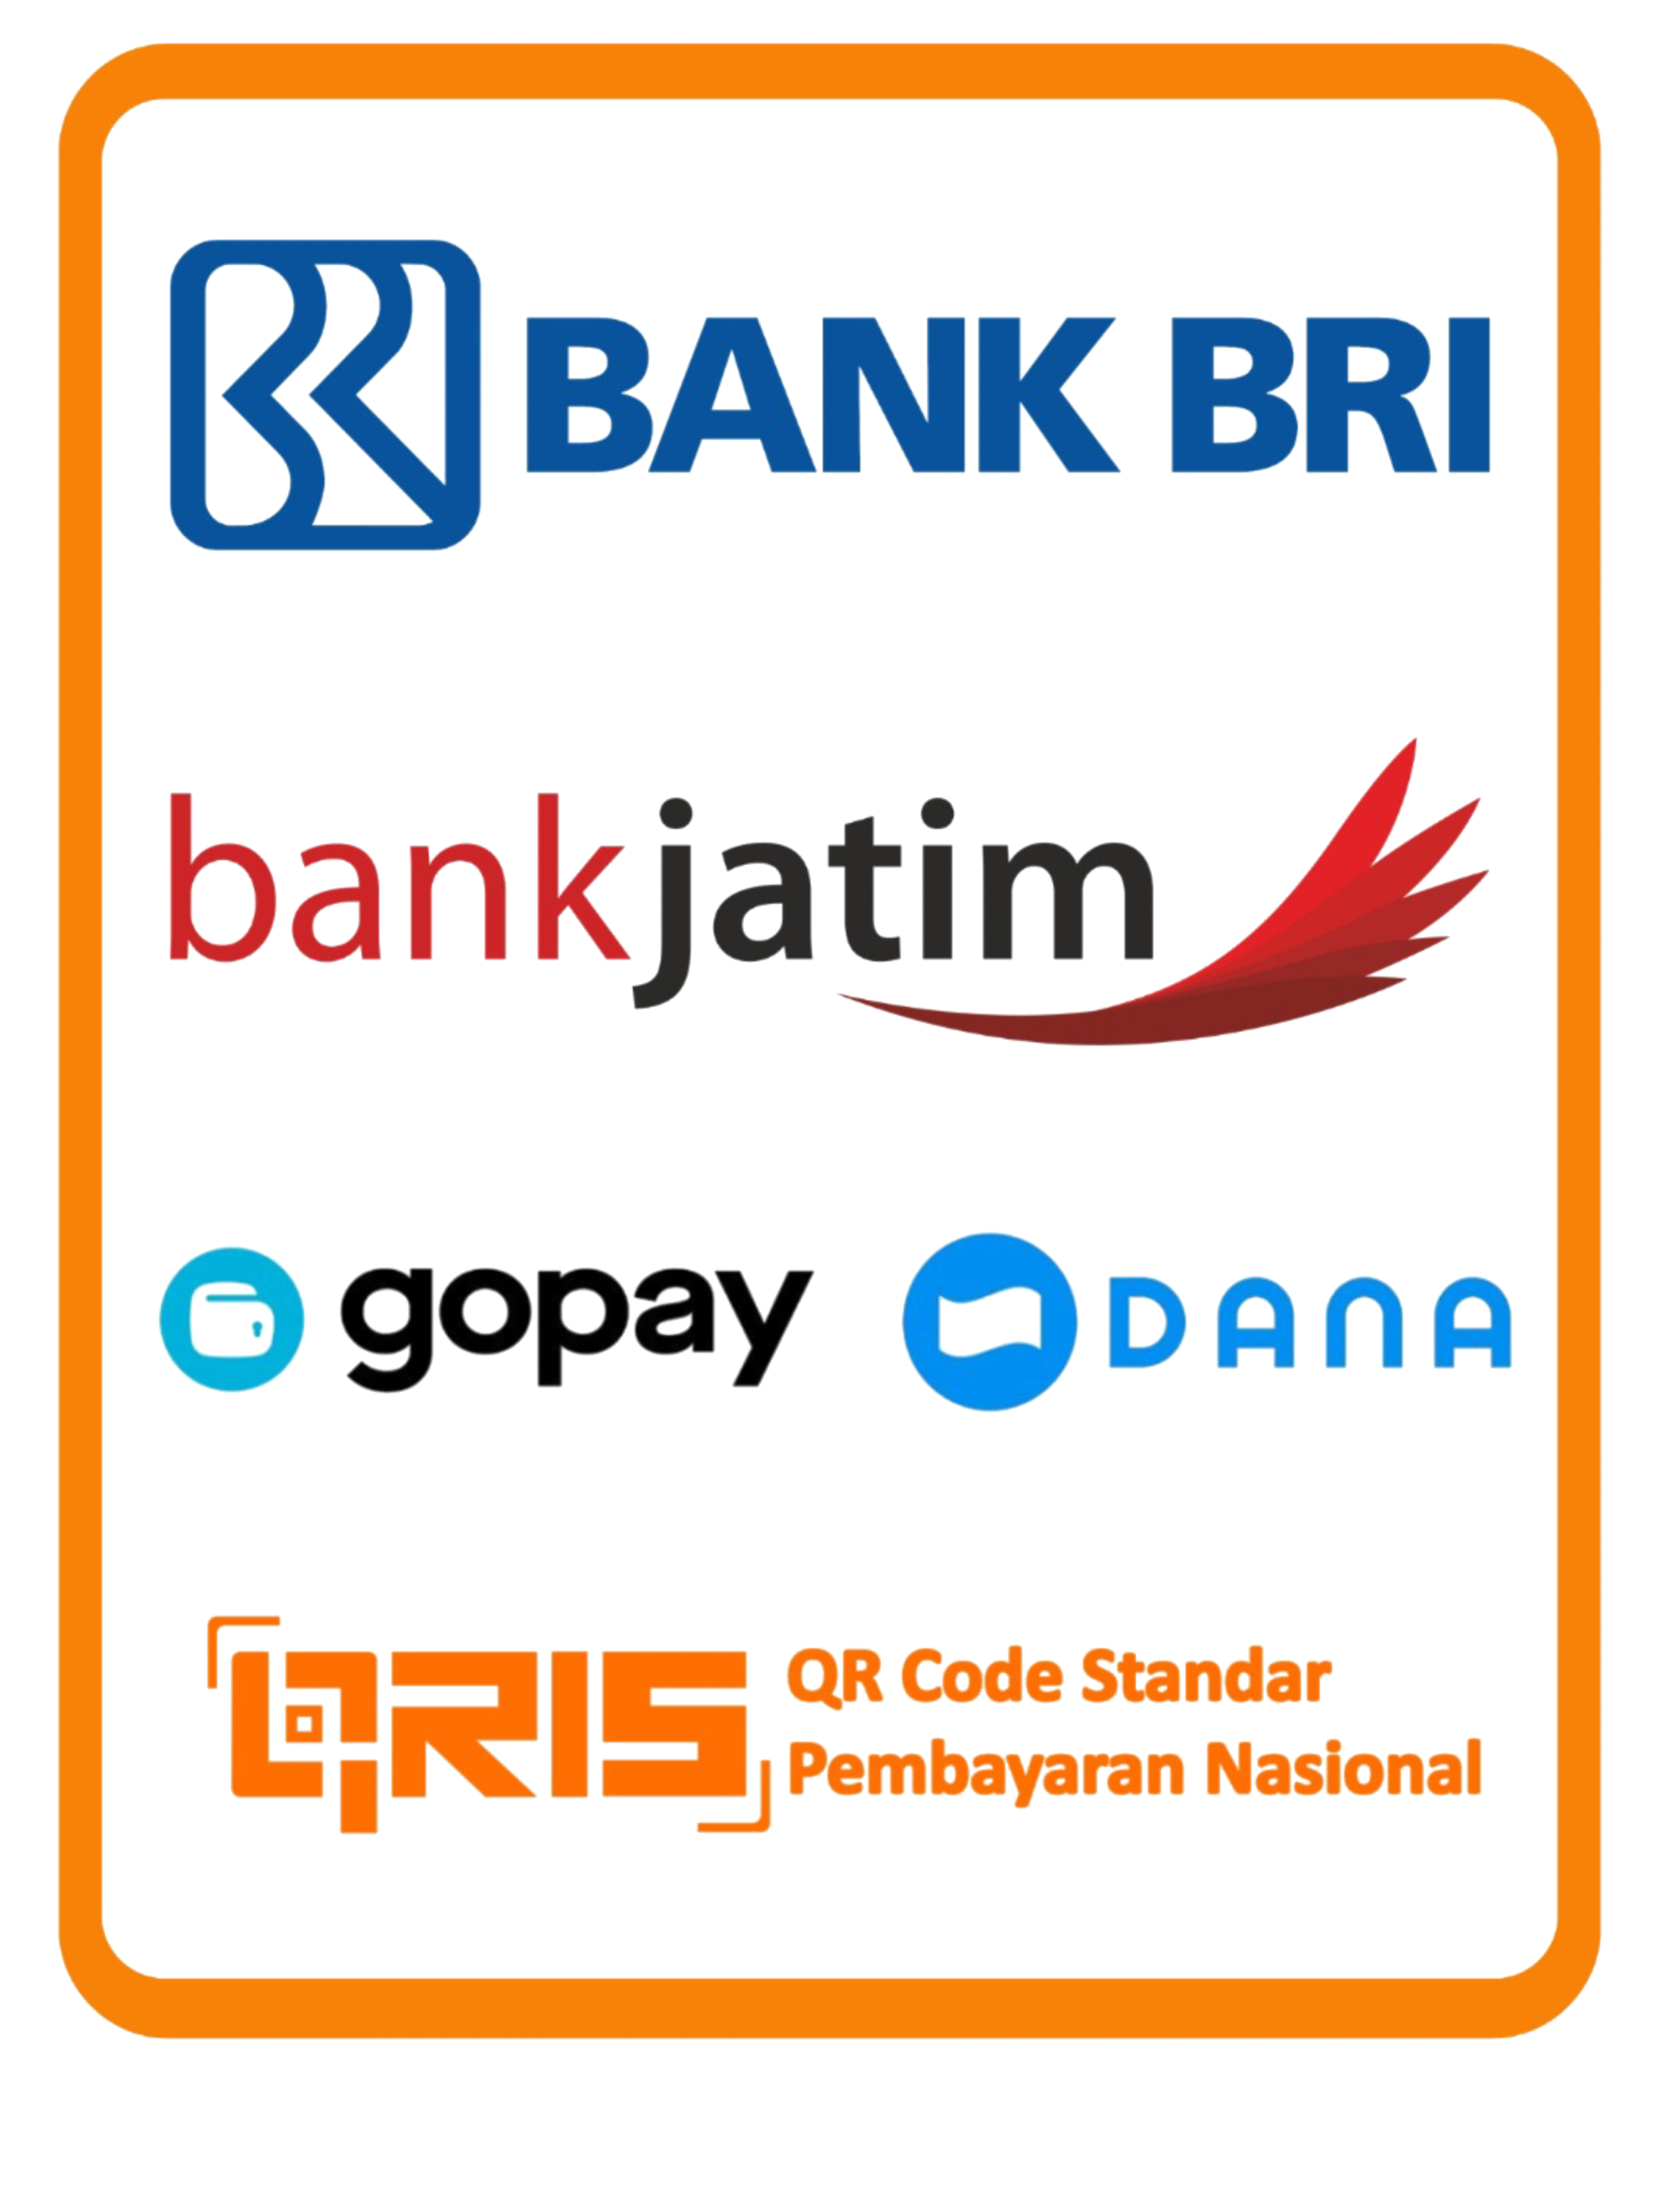 BANK BRI
bankjatim
gopay DANA
QRIS QR Code Standar
Pembayaran Nasional